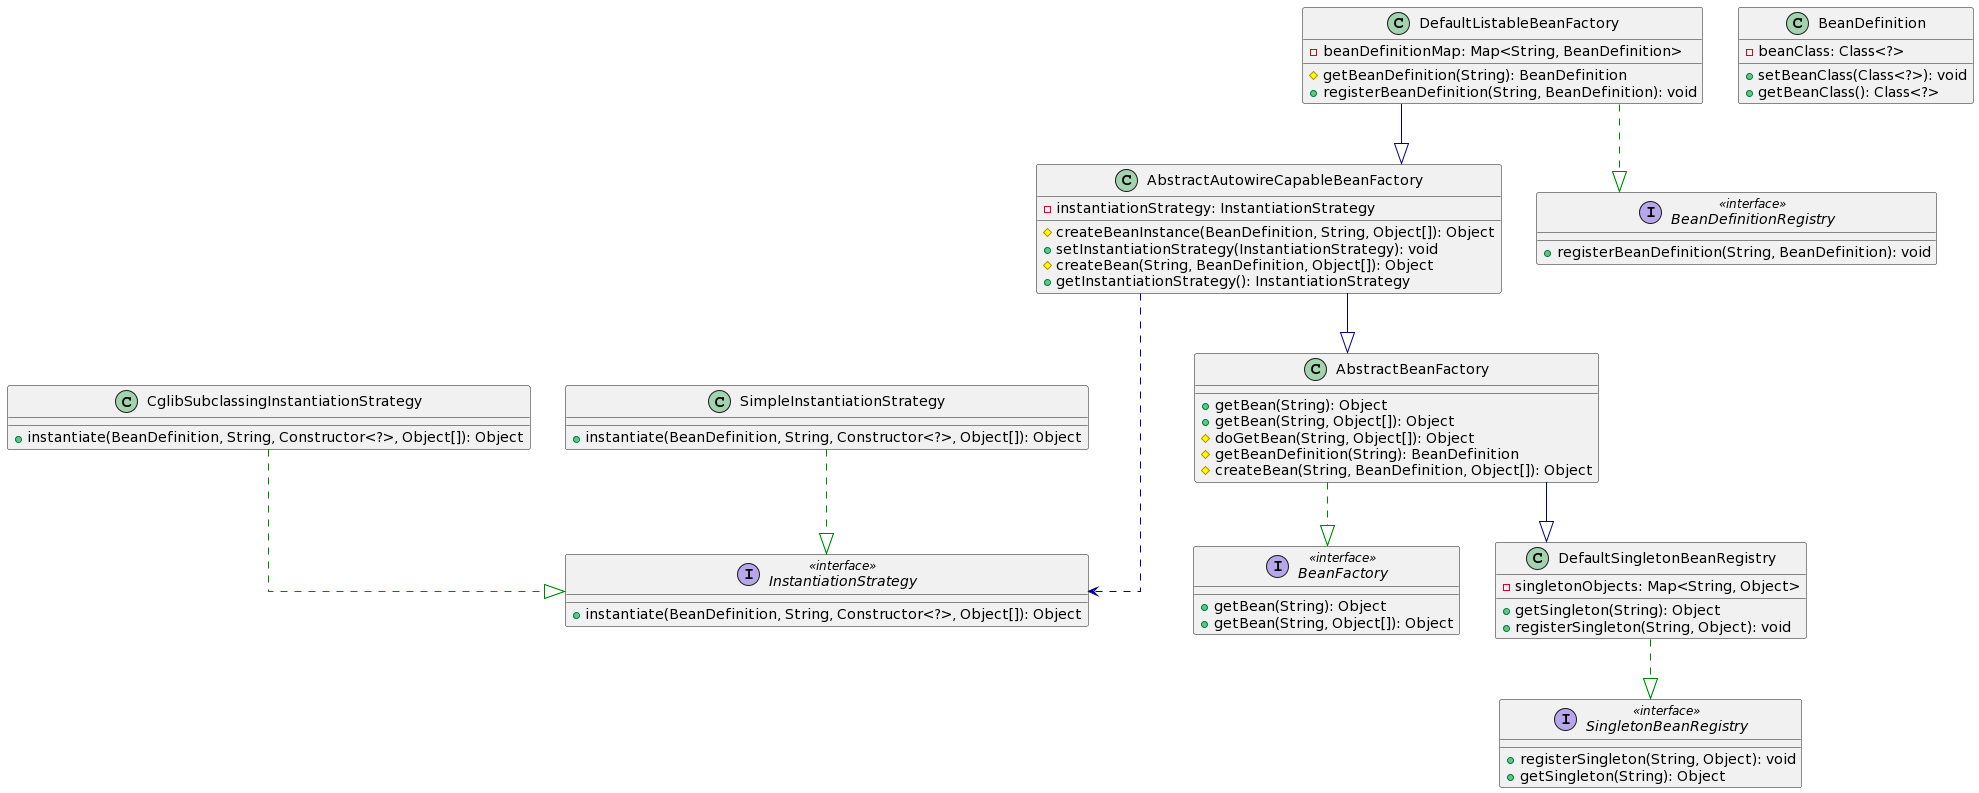 C DefaultListableBeanFactory
beanDefinitionMap: Map<String, BeanDefinition>
getBeanDefinition(String): BeanDefinition
registerBeanDefinition(String, BeanDefinition): void
C BeanDefinition
beanClass: Class<?>
setBeanClass(Class<?>): void
getBeanClass(): Class<?>
C AbstractAutowireCapableBeanFactory
instantiationStrategy: InstantiationStrategy
createBeanInstance(BeanDefinition, String, Object[]): Object
setInstantiationStrategy(InstantiationStrategy): void
createBean(String, BeanDefinition, Object[]): Object
getInstantiationStrategy(): InstantiationStrategy
«interface»
I BeanDefinitionRegistry
registerBeanDefinition(String, BeanDefinition): void
C CglibSubclassingInstantiationStrategy
instantiate(BeanDefinition, String, Constructor<?>, Object[]): Object
C SimpleInstantiationStrategy
instantiate(BeanDefinition, String, Constructor<?>, Object[]): Object
C AbstractBeanFactory
getBean(String): Object
getBean(String, Object[]): Object
doGetBean(String, Object[]): Object
getBeanDefinition(String): BeanDefinition
createBean(String, BeanDefinition, Object[]): Object
«interface»
I InstantiationStrategy
instantiate(BeanDefinition, String, Constructor<?>, Object[]): Object
«interface»
I BeanFactory
getBean(String): Object
getBean(String, Object[]): Object
C DefaultSingletonBeanRegistry
singletonObjects: Map<String, Object>
getSingleton(String): Object
registerSingleton(String, Object): void
«interface»
I SingletonBeanRegistry
registerSingleton(String, Object): void
getSingleton(String): Object